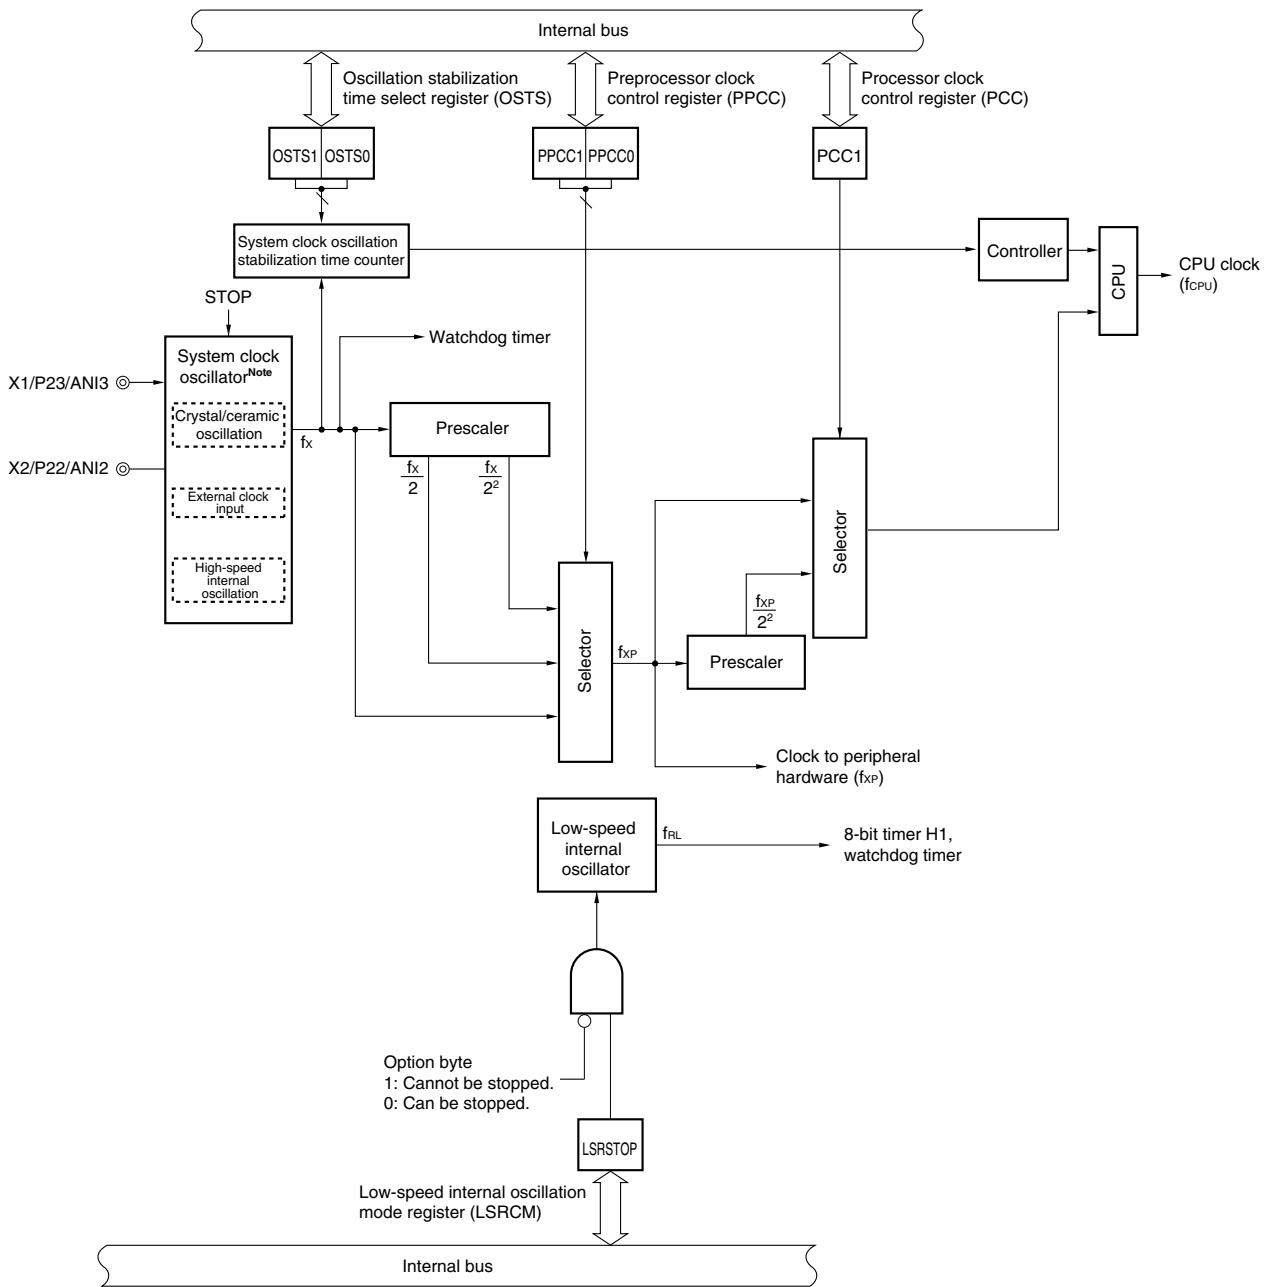 Internal bus
Oscillation stabilization
time select register (OSTS)
Preprocessor clock
control register (PPCC)
Processor clock
control register (PCC)
OSTS1 OSTS0
PPCC1 PPCC0
PCC1
System clock oscillation
stabilization time counter
Controller
CPU
CPU clock
(fCPU)
STOP
Watchdog timer
System clock
oscillatorNote
X1/P23/ANI3
Crystal/ceramic
oscillation
fX
Prescaler
X2/P22/ANI2
fX
2
fX
2²
External clock
input
High-speed
internal
oscillation
Selector
Selector
fXP
fXP
2²
Prescaler
Clock to peripheral
hardware (fXP)
Low-speed
internal
oscillator
fRL
8-bit timer H1,
watchdog timer
Option byte
1: Cannot be stopped.
0: Can be stopped.
LSRSTOP
Low-speed internal oscillation
mode register (LSRCM)
Internal bus